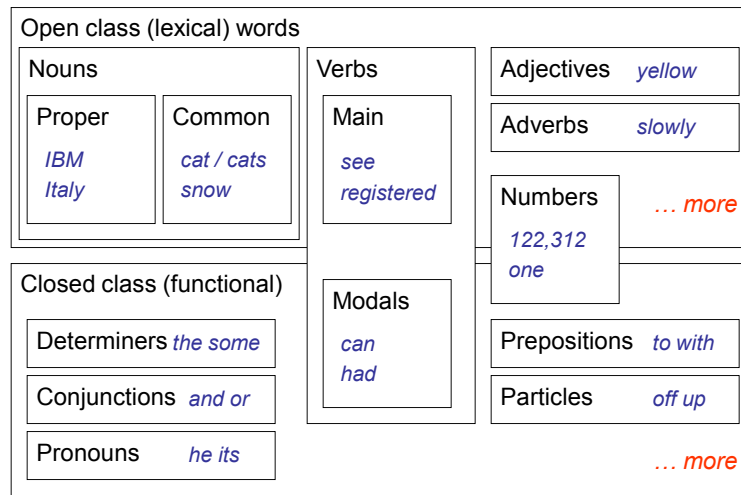 Open class (lexical) words
Nouns
Proper
IBM
Italy
Common
cat / cats
snow
Verbs
Main
see
registered
Adjectives yellow
Adverbs slowly
Numbers
122,312
one
… more
Closed class (functional)
Determiners the some
Conjunctions and or
Pronouns he its
Modals
can
had
Prepositions to with
Particles off up
… more